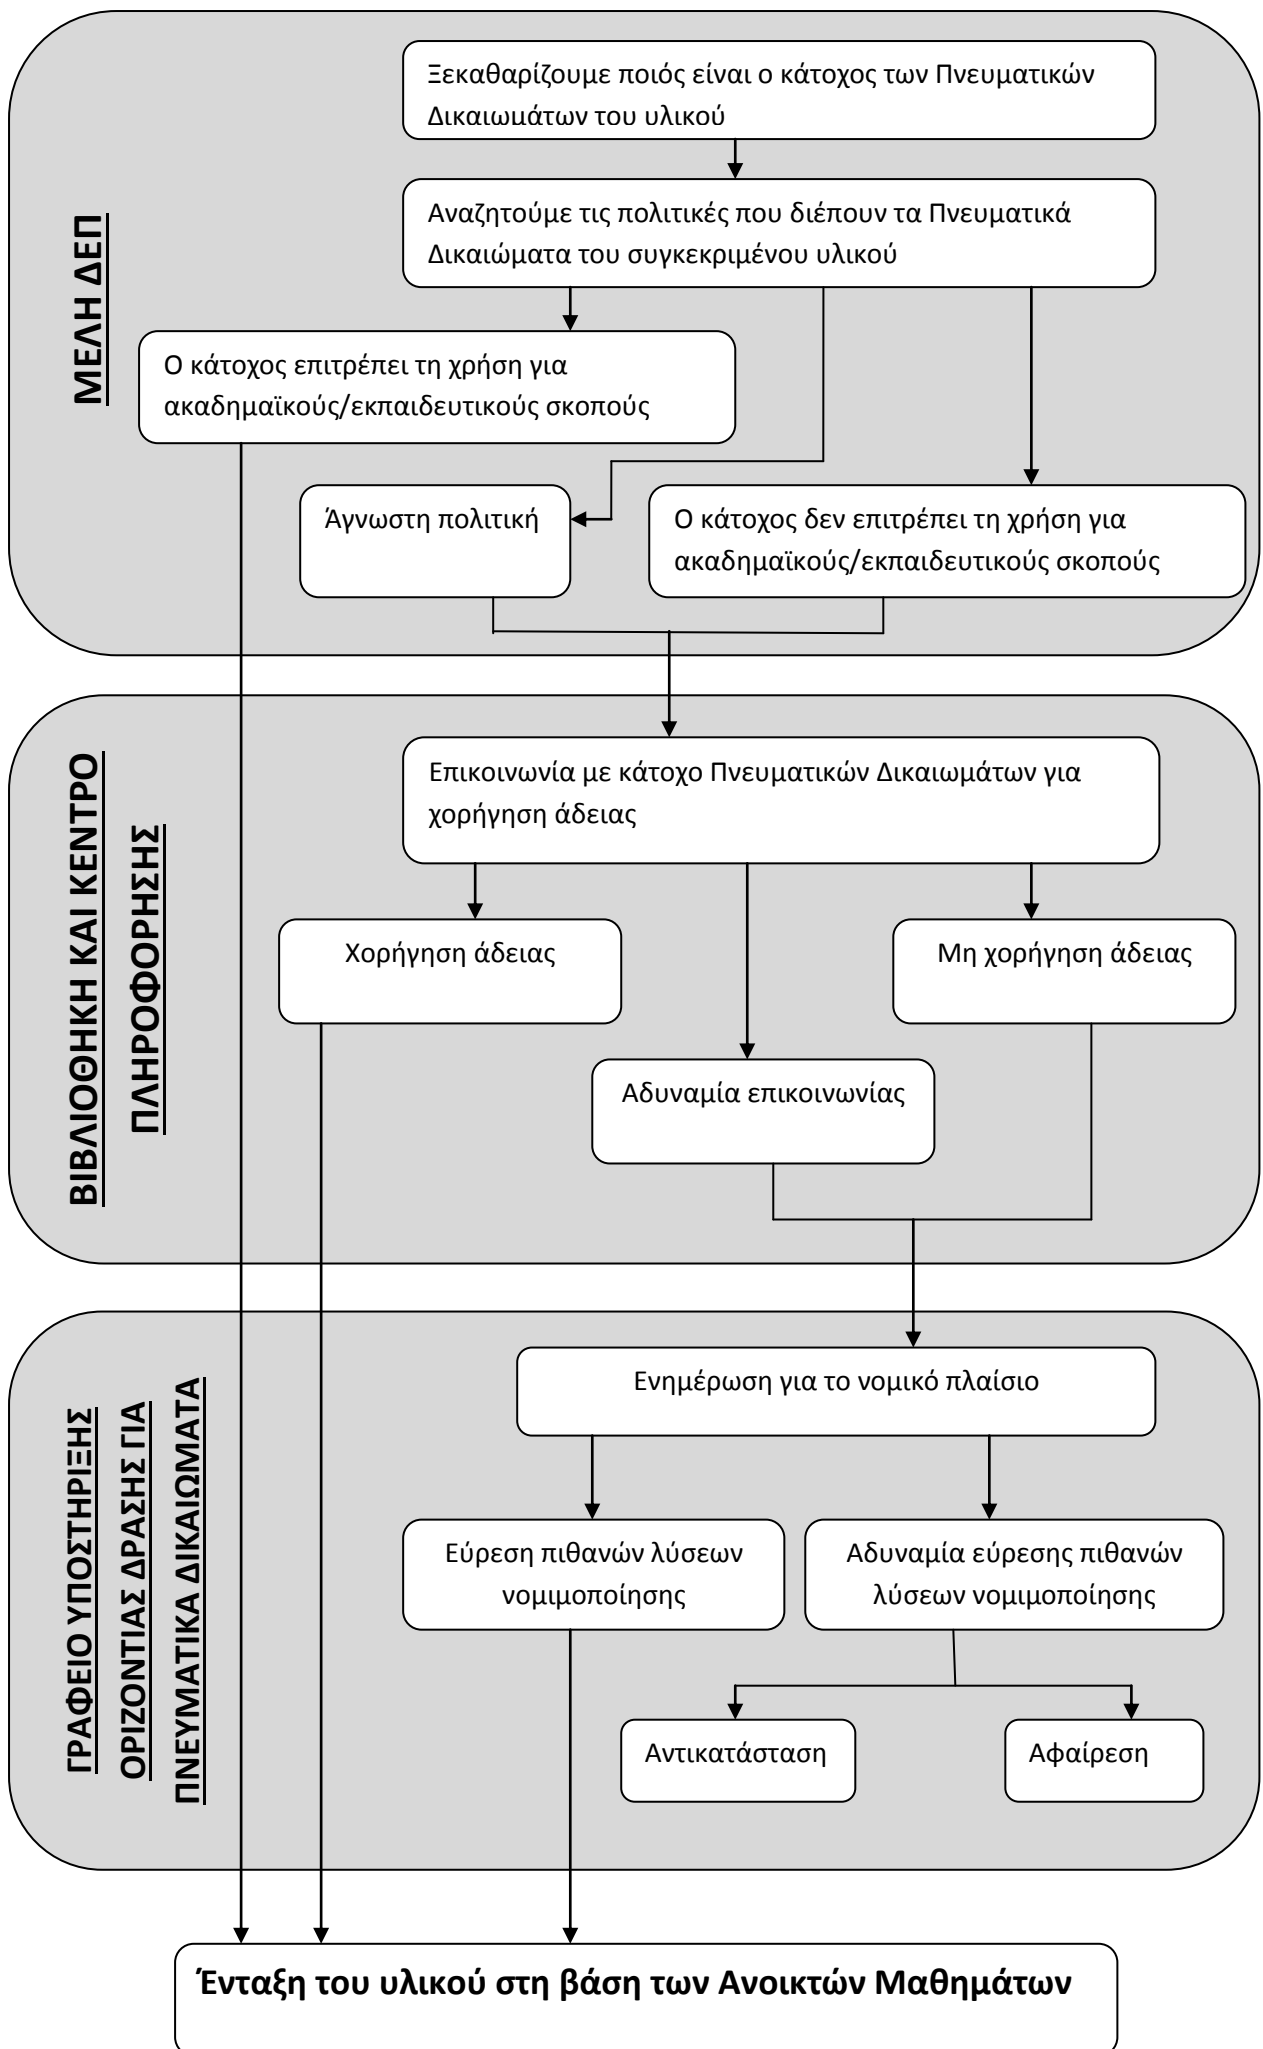 ΜΕΛΗ ΔΕΠ
Ξεκαθαρίζουμε ποιός είναι ο κάτοχος των Πνευματικών
Δικαιωμάτων του υλικού
Αναζητούμε τις πολιτικές που διέπουν τα Πνευματικά
Δικαιώματα του συγκεκριμένου υλικού
Ο κάτοχος επιτρέπει τη χρήση για
ακαδημαϊκούς/εκπαιδευτικούς σκοπούς
Άγνωστη πολιτική
Ο κάτοχος δεν επιτρέπει τη χρήση για
ακαδημαϊκούς/εκπαιδευτικούς σκοπούς
ΒΙΒΛΙΟΘΗΚΗ ΚΑΙ ΚΕΝΤΡΟ
ΠΛΗΡΟΦΟΡΗΣΗΣ
Επικοινωνία με κάτοχο Πνευματικών Δικαιωμάτων για
χορήγηση άδειας
Χορήγηση άδειας
Μη χορήγηση άδειας
Αδυναμία επικοινωνίας
ΓΡΑΦΕΙΟ ΥΠΟΣΤΗΡΙΞΗΣ
ΟΡΙΖΟΝΤΙΑΣ ΔΡΑΣΗΣ ΓΙΑ
ΠΝΕΥΜΑΤΙΚΑ ΔΙΚΑΙΩΜΑΤΑ
Ενημέρωση για το νομικό πλαίσιο
Εύρεση πιθανών λύσεων
νομιμοποίησης
Αδυναμία εύρεσης πιθανών
λύσεων νομιμοποίησης
Αντικατάσταση
Αφαίρεση
Ένταξη του υλικού στη βάση των Ανοικτών Μαθημάτων